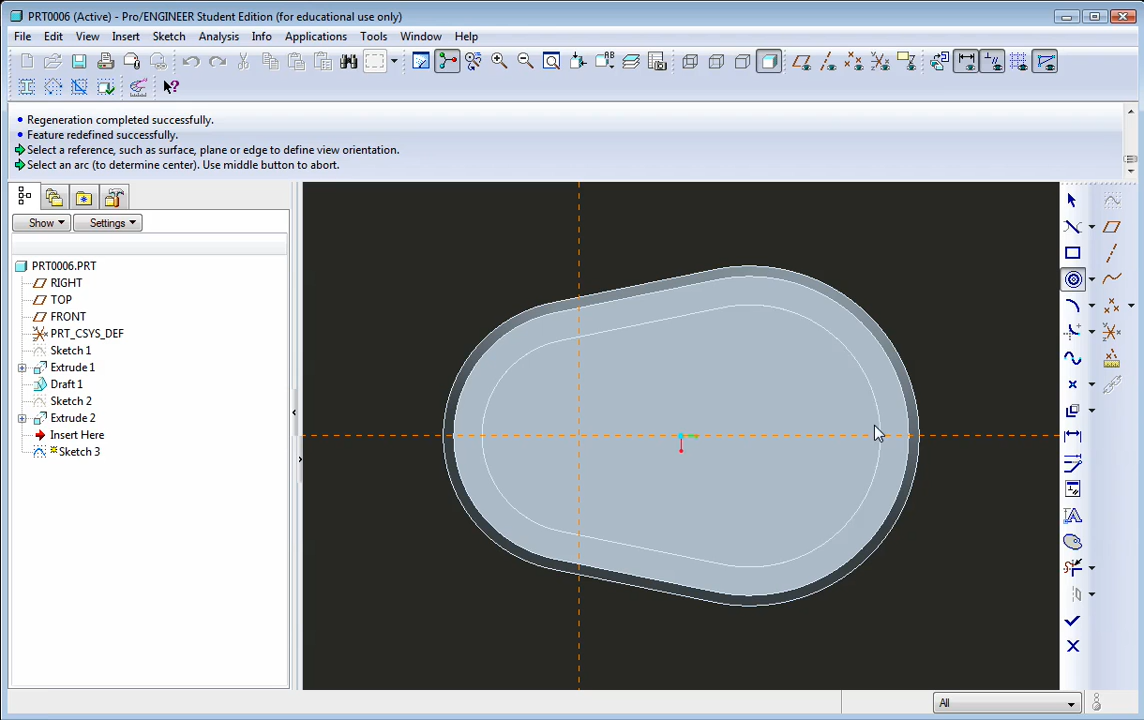 PRT0006 (Active) - Pro/ENGINEER Student Edition (for educational use only)
File Edit View Insert Sketch Analysis Info Applications Tools Window Help
Regeneration completed successfully.
Feature redefined successfully.
Select a reference, such as surface, plane or edge to define view orientation.
Select an arc (to determine center). Use middle button to abort.
Show Settings
PRT0006.PRT
RIGHT
TOP
FRONT
PRT_CSYS_DEF
Sketch 1
Extrude 1
Draft 1
Sketch 2
Extrude 2
Insert Here
Sketch 3
All